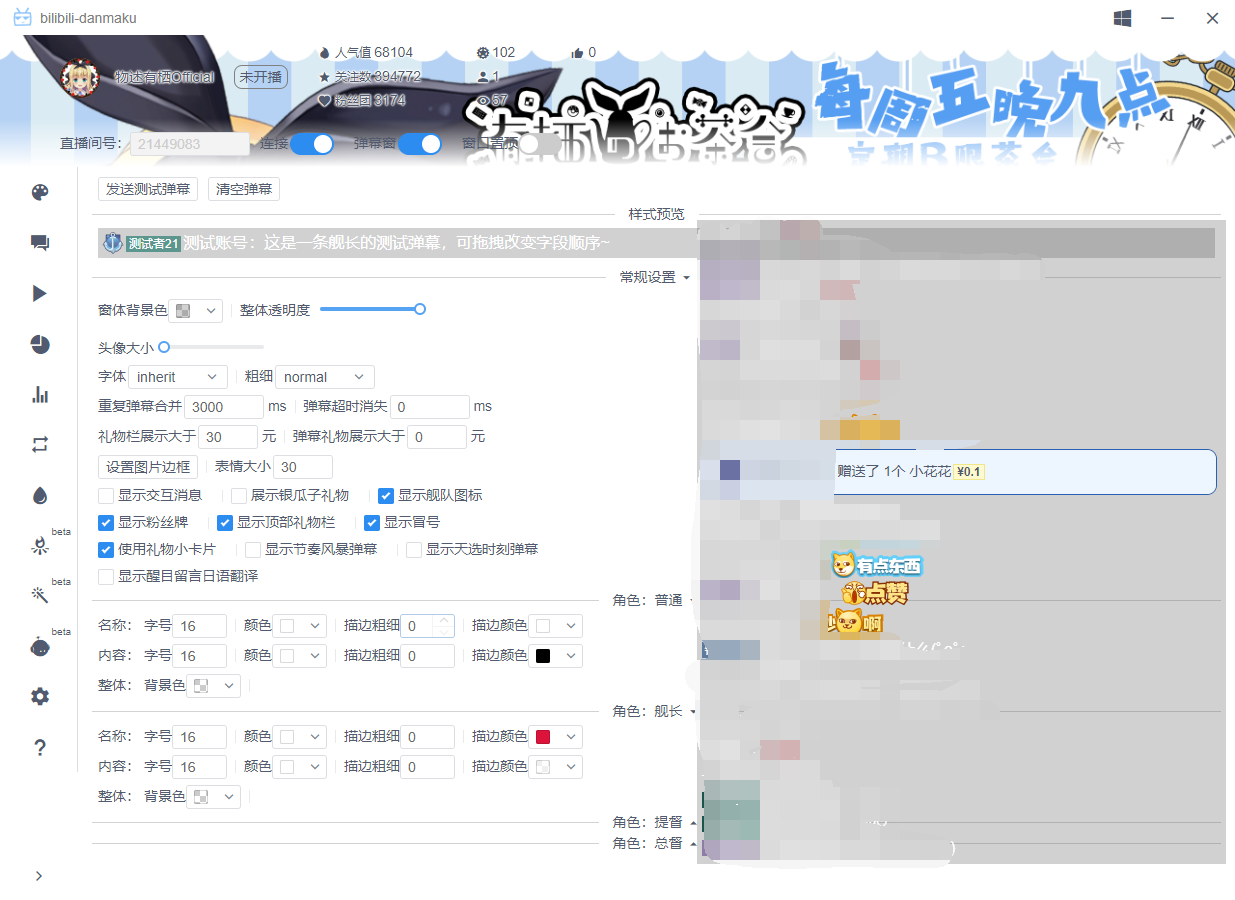 bilibili-danmaku
人气值 68104 102 0
物述有栖Official 未开播 关注数 394772 1
粉丝团 3174 67
每周五晚九点
直播间号： 21449083 连接 弹幕窗 窗口置顶
发送测试弹幕 清空弹幕
样式预览
测试者21 测试账号：这是一条舰长的测试弹幕，可拖拽改变字段顺序~
常规设置
窗体背景色 整体透明度
头像大小
字体 inherit 粗细 normal
重复弹幕合并 3000 ms 弹幕超时消失 0 ms
礼物栏展示大于 30 元 弹幕礼物展示大于 0 元
设置图片边框 表情大小 30
赠送了 1个 小花花 ¥0.1
显示交互消息 展示银瓜子礼物 显示舰队图标
显示粉丝牌 显示顶部礼物栏 显示冒号
使用礼物小卡片 显示节奏风暴弹幕 显示天选时刻弹幕
beta
有点东西
显示醒目留言日语翻译
beta
点赞
角色：普通
名称： 字号 16 颜色 描边粗细 0 描边颜色
啊
beta
内容： 字号 16 颜色 描边粗细 0 描边颜色
整体： 背景色
角色：舰长
名称： 字号 16 颜色 描边粗细 0 描边颜色
内容： 字号 16 颜色 描边粗细 0 描边颜色
整体： 背景色
角色：提督
角色：总督